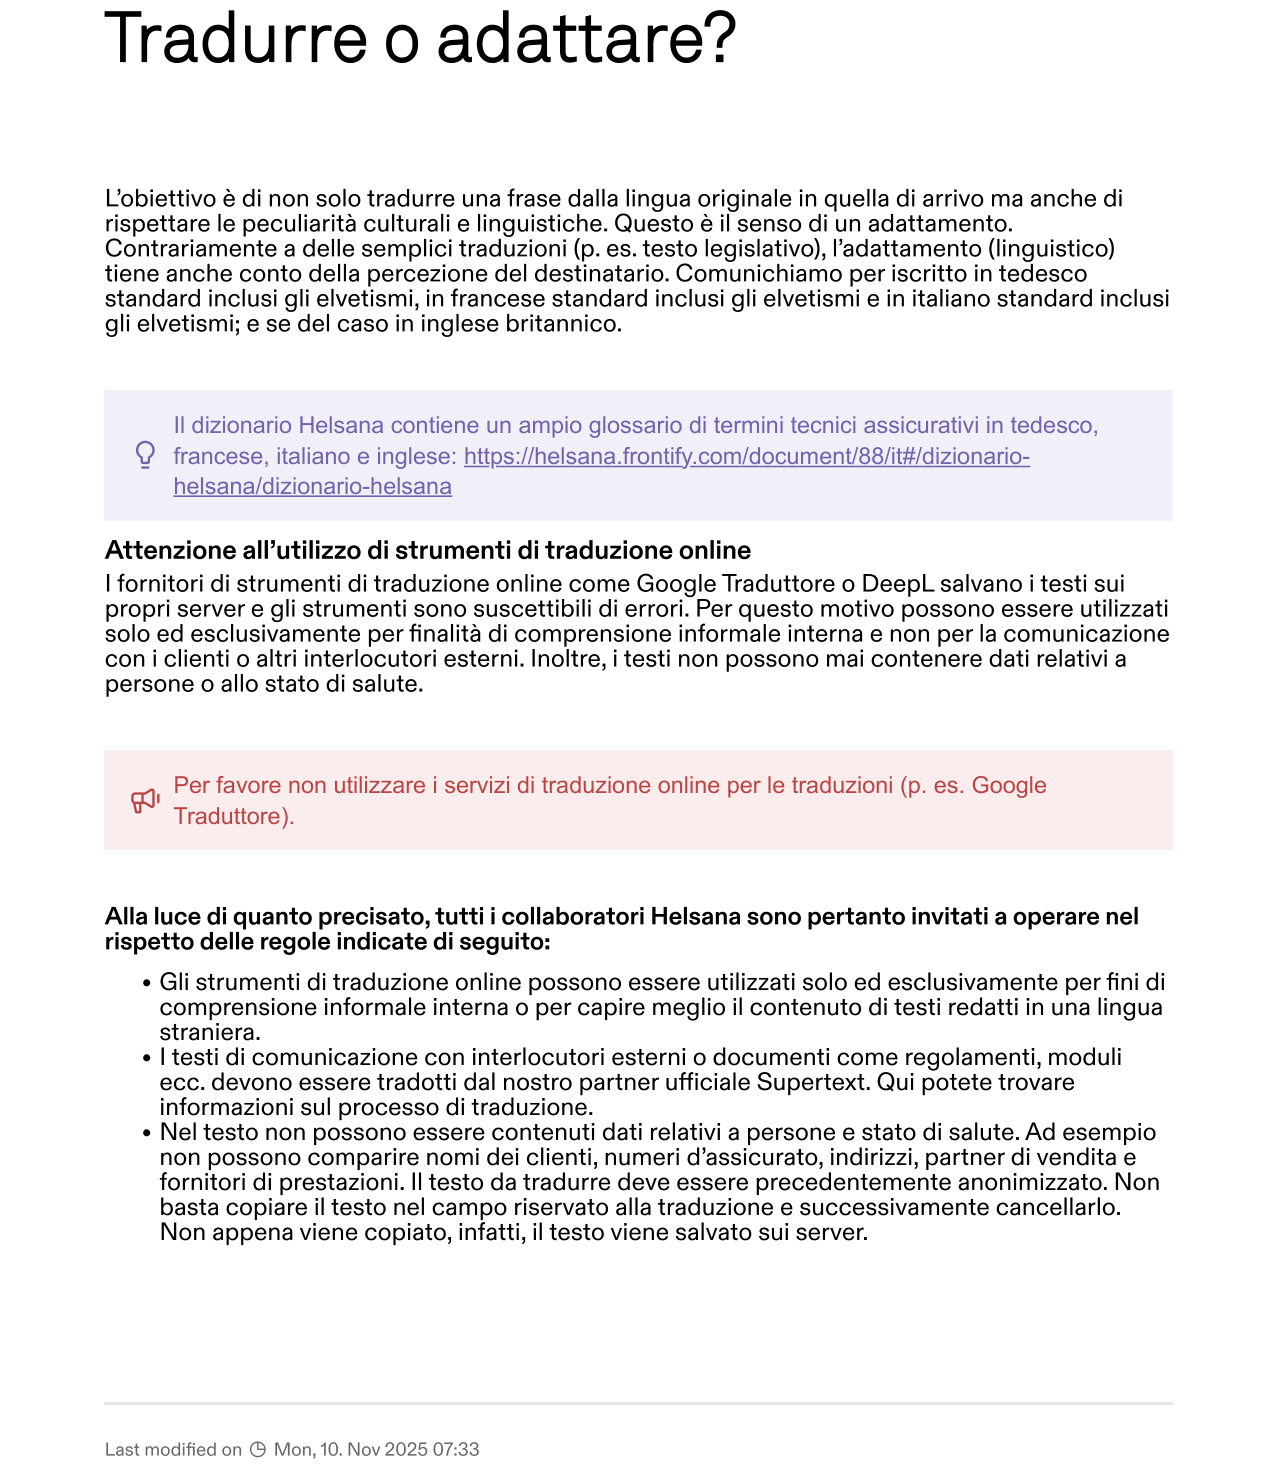 Tradurre o adattare?
L’obiettivo è di non solo tradurre una frase dalla lingua originale in quella di arrivo ma anche di
rispettare le peculiarità culturali e linguistiche. Questo è il senso di un adattamento.
Contrariamente a delle semplici traduzioni (p. es. testo legislativo), l’adattamento (linguistico)
tiene anche conto della percezione del destinatario. Comunichiamo per iscritto in tedesco
standard inclusi gli elvetismi, in francese standard inclusi gli elvetismi e in italiano standard inclusi
gli elvetismi; e se del caso in inglese britannico.
Il dizionario Helsana contiene un ampio glossario di termini tecnici assicurativi in tedesco,
francese, italiano e inglese: https://helsana.frontify.com/document/88/it#/dizionario-
helsana/dizionario-helsana
Attenzione all’utilizzo di strumenti di traduzione online
I fornitori di strumenti di traduzione online come Google Traduttore o DeepL salvano i testi sui
propri server e gli strumenti sono suscettibili di errori. Per questo motivo possono essere utilizzati
solo ed esclusivamente per finalità di comprensione informale interna e non per la comunicazione
con i clienti o altri interlocutori esterni. Inoltre, i testi non possono mai contenere dati relativi a
persone o allo stato di salute.
Per favore non utilizzare i servizi di traduzione online per le traduzioni (p. es. Google
Traduttore).
Alla luce di quanto precisato, tutti i collaboratori Helsana sono pertanto invitati a operare nel
rispetto delle regole indicate di seguito:
• Gli strumenti di traduzione online possono essere utilizzati solo ed esclusivamente per fini di
comprensione informale interna o per capire meglio il contenuto di testi redatti in una lingua
straniera.
• I testi di comunicazione con interlocutori esterni o documenti come regolamenti, moduli
ecc. devono essere tradotti dal nostro partner ufficiale Supertext. Qui potete trovare
informazioni sul processo di traduzione.
• Nel testo non possono essere contenuti dati relativi a persone e stato di salute. Ad esempio
non possono comparire nomi dei clienti, numeri d’assicurato, indirizzi, partner di vendita e
fornitori di prestazioni. Il testo da tradurre deve essere precedentemente anonimizzato. Non
basta copiare il testo nel campo riservato alla traduzione e successivamente cancellarlo.
Non appena viene copiato, infatti, il testo viene salvato sui server.
Last modified on Mon, 10. Nov 2025 07:33